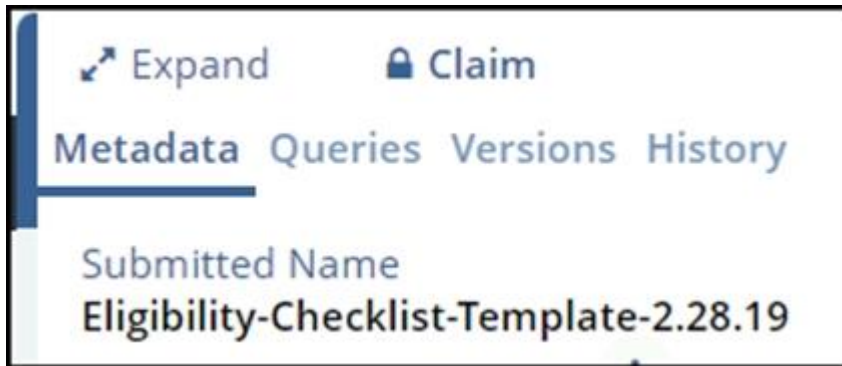 Expand Claim
Metadata Queries Versions History
Submitted Name
Eligibility-Checklist-Template-2.28.19